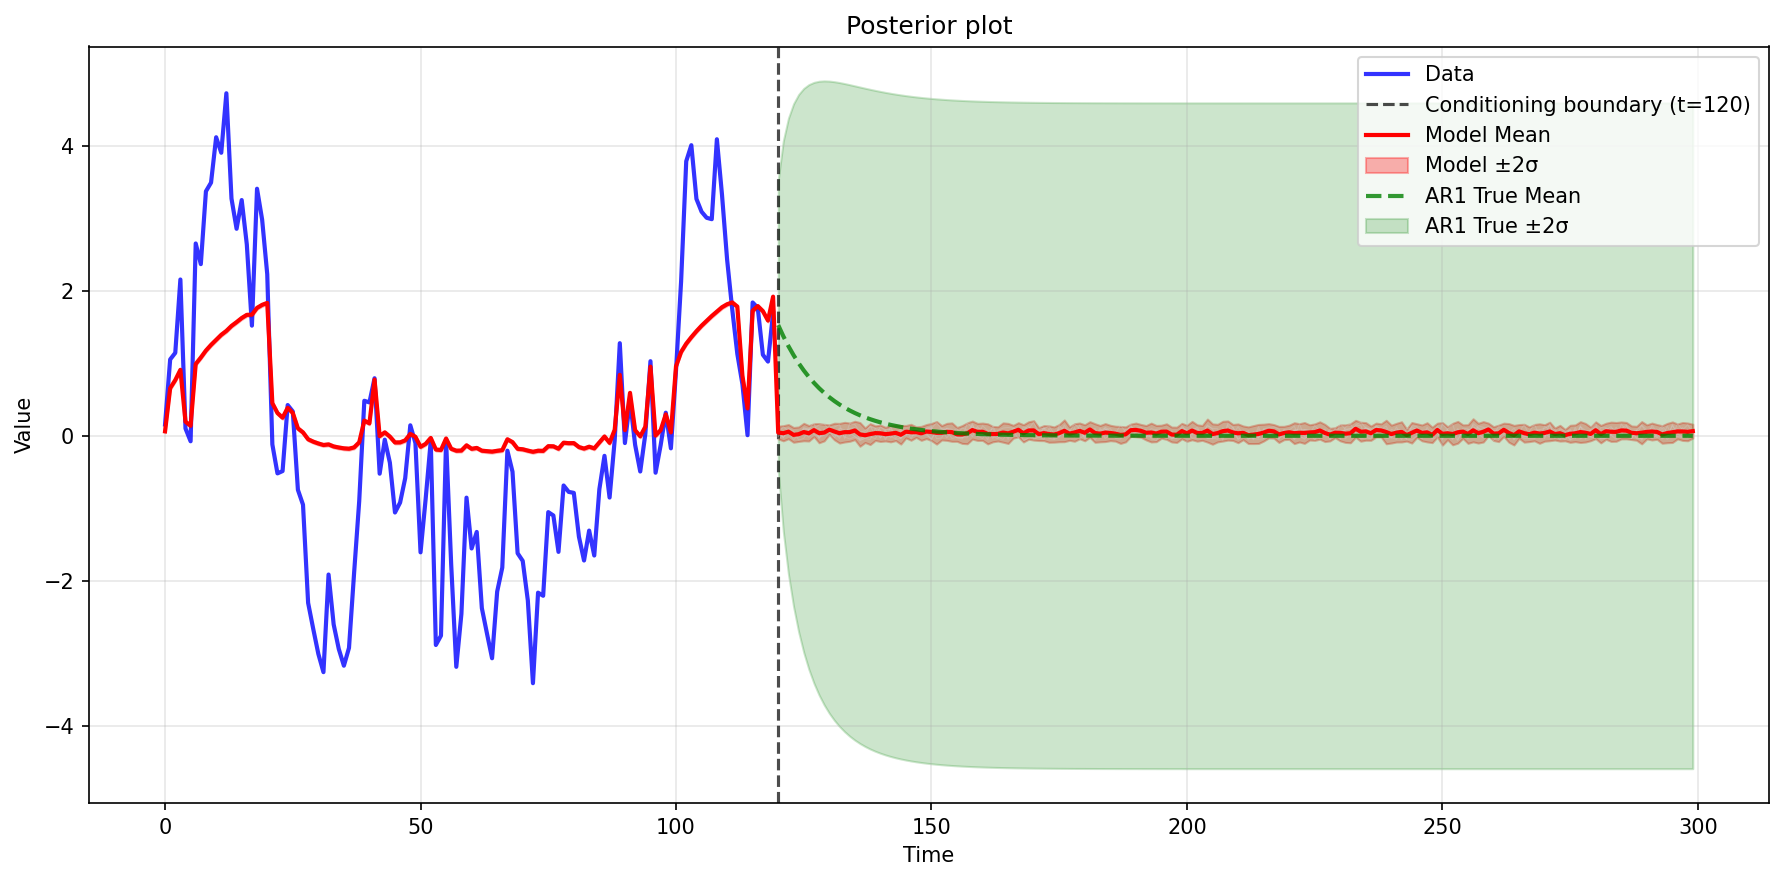 Posterior plot
Data
Conditioning boundary (t=120)
Model Mean
Model ±2σ
AR1 True Mean
AR1 True ±2σ
Value
4
2
0
−2
−4
0
50
100
150
200
250
300
Time